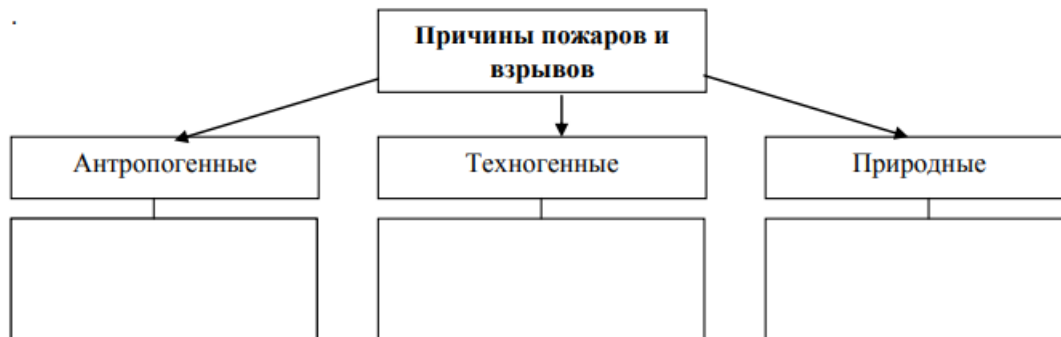 Причины пожаров и
взрывов
Антропогенные
Техногенные
Природные